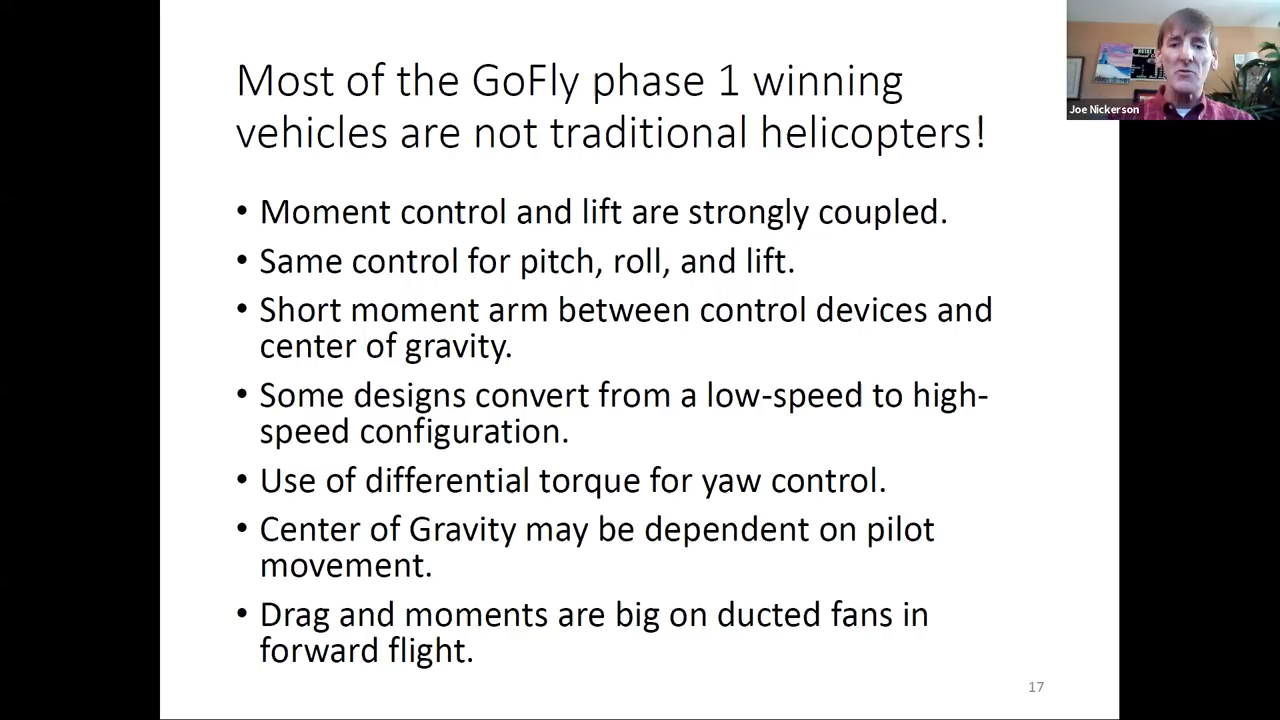 Most of the GoFly phase 1 winning
vehicles are not traditional helicopters!
• Moment control and lift are strongly coupled.
• Same control for pitch, roll, and lift.
• Short moment arm between control devices and
center of gravity.
• Some designs convert from a low-speed to high-
speed configuration.
• Use of differential torque for yaw control.
• Center of Gravity may be dependent on pilot
movement.
• Drag and moments are big on ducted fans in
forward flight.
17
Joe Nickerson